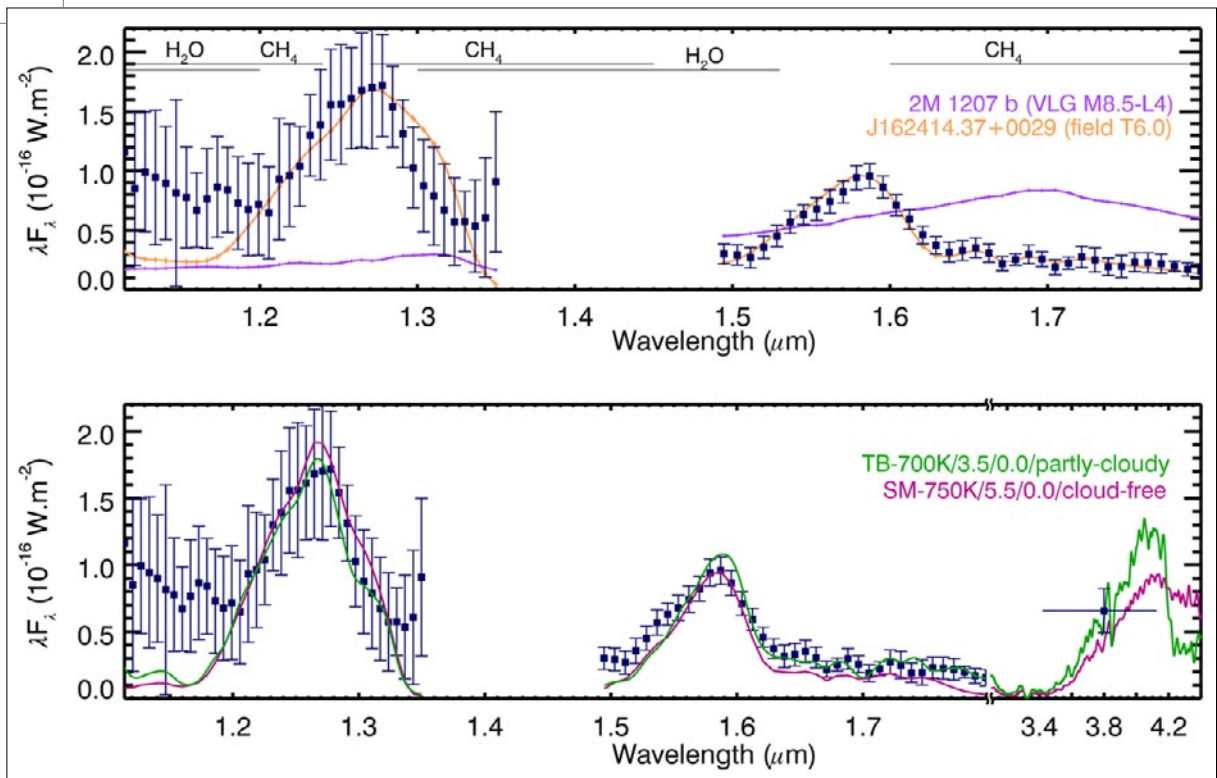 H₂O CH₄ CH₄ H₂O CH₄
2M 1207 b (VLG M8.5-L4)
J162414.37+0029 (field T6.0)
2.0
1.5
1.0
0.5
0.0
λFλ (10⁻¹⁶ W.m⁻²)
1.2 1.3 1.4 1.5 1.6 1.7
Wavelength (μm)
TB-700K/3.5/0.0/partly-cloudy
SM-750K/5.5/0.0/cloud-free
2.0
1.5
1.0
0.5
0.0
λFλ (10⁻¹⁶ W.m⁻²)
1.2 1.3 1.4 1.5 1.6 1.7 3.4 3.8 4.2
Wavelength (μm)